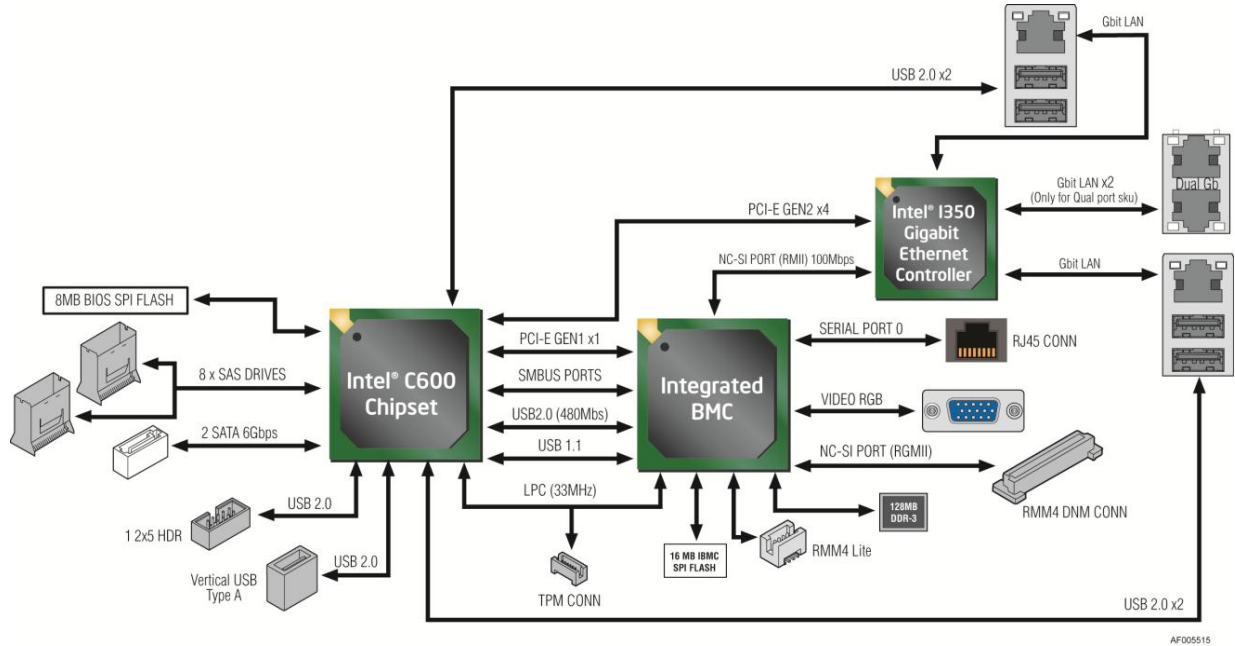 Gbit LAN
USB 2.0 x2
Dual Gb
Gbit LAN x2
(Only for Qual port sku)
Intel® I350
Gigabit
Ethernet
Controller
PCI-E GEN2 x4
NC-SI PORT (RMII) 100Mbps
Gbit LAN
8MB BIOS SPI FLASH
SERIAL PORT 0
RJ45 CONN
PCI-E GEN1 x1
8 x SAS DRIVES
Intel® C600
Chipset
SMBUS PORTS
Integrated
BMC
VIDEO RGB
USB2.0 (480Mbs)
2 SATA 6Gbps
USB 1.1
NC-SI PORT (RGMII)
LPC (33MHz)
USB 2.0
1 2x5 HDR
128MB
DDR-3
RMM4 DNM CONN
16 MB IBMC
SPI FLASH
RMM4 Lite
USB 2.0
Vertical USB
Type A
TPM CONN
USB 2.0 x2
AF005515